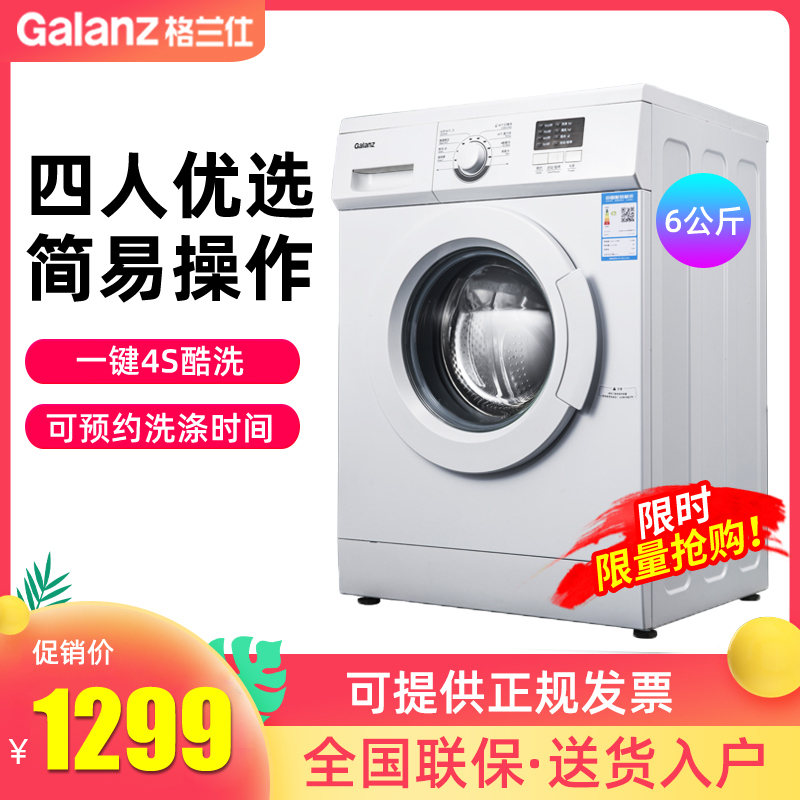 Galanz 格兰仕
四人优选
简易操作
一键4S酷洗
可预约洗涤时间
Galanz
6公斤
限时
限量抢购！
促销价
¥1299
可提供正规发票
全国联保·送货入户